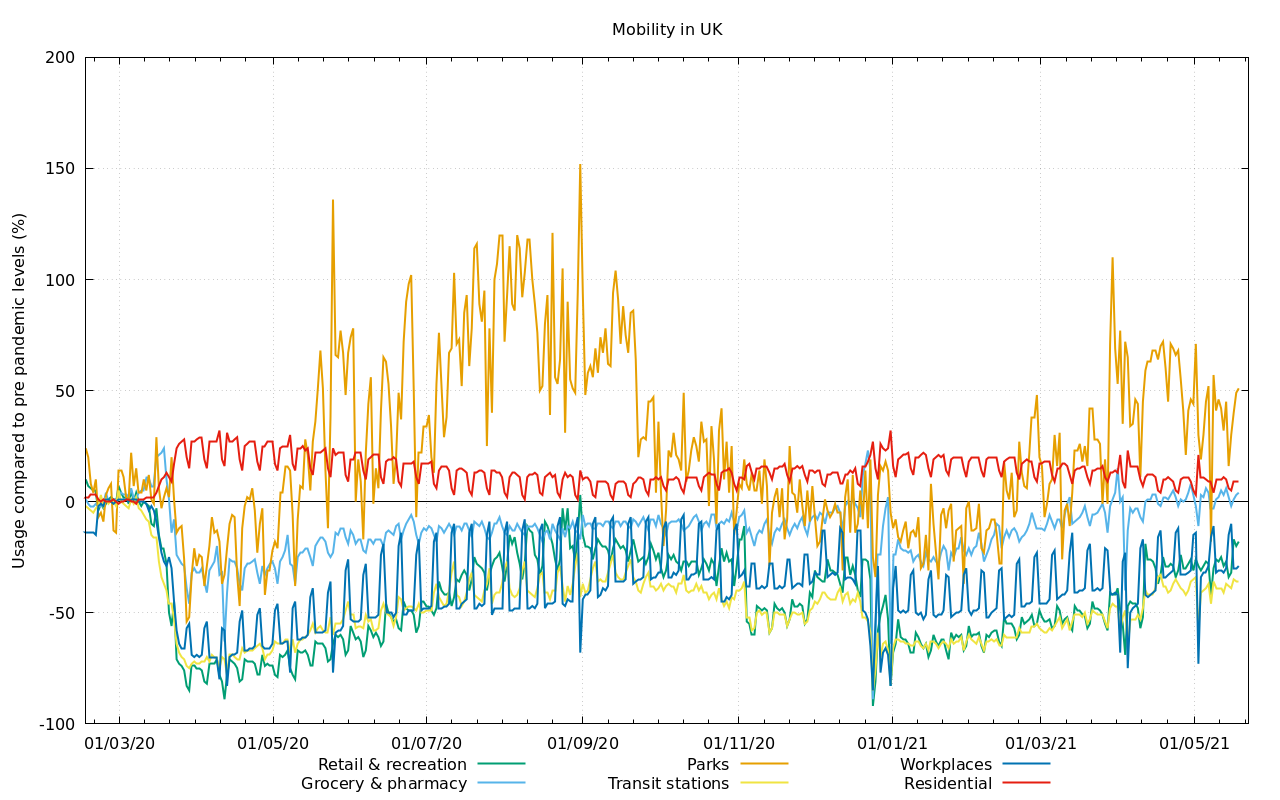 Mobility in UK
Usage compared to pre pandemic levels (%)
200
150
100
50
0
-50
-100
01/03/20 01/05/20 01/07/20 01/09/20 01/11/20 01/01/21 01/03/21 01/05/21
Retail & recreation Parks Workplaces
Grocery & pharmacy Transit stations Residential